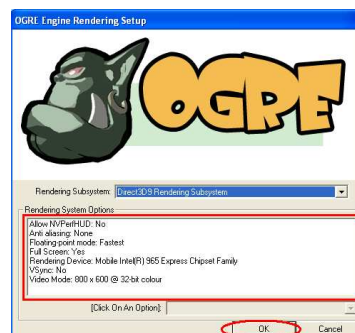 OGRE Engine Rendering Setup
OGRE
Rendering Subsystem: Direct3D9 Rendering Subsystem
Rendering System Options
Allow NVPerfHUD: No
Anti aliasing: None
Floating-point mode: Fastest
Full Screen: Yes
Rendering Device: Mobile Intel(R) 965 Express Chipset Family
VSync: No
Video Mode: 800 x 600 @ 32-bit colour
[Click On An Option]:
OK Cancel